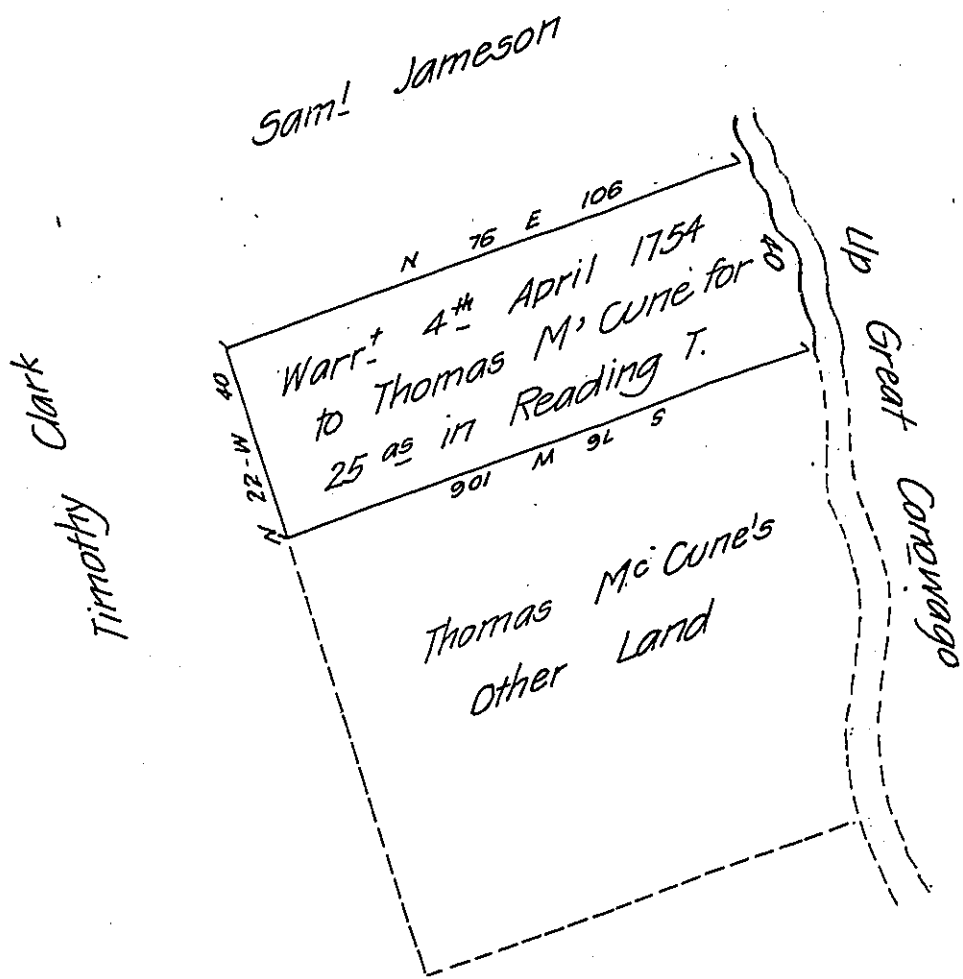 Sam! Jameson
N 76 E 106
Warr.t 4th April 1754
to Thomas M'Cune for
25 as in Reading T.
S 76 W 106
N 22 W 40
40
Timothy Clark
Up Great Conowago
Thomas Mc Cune's
Other Land